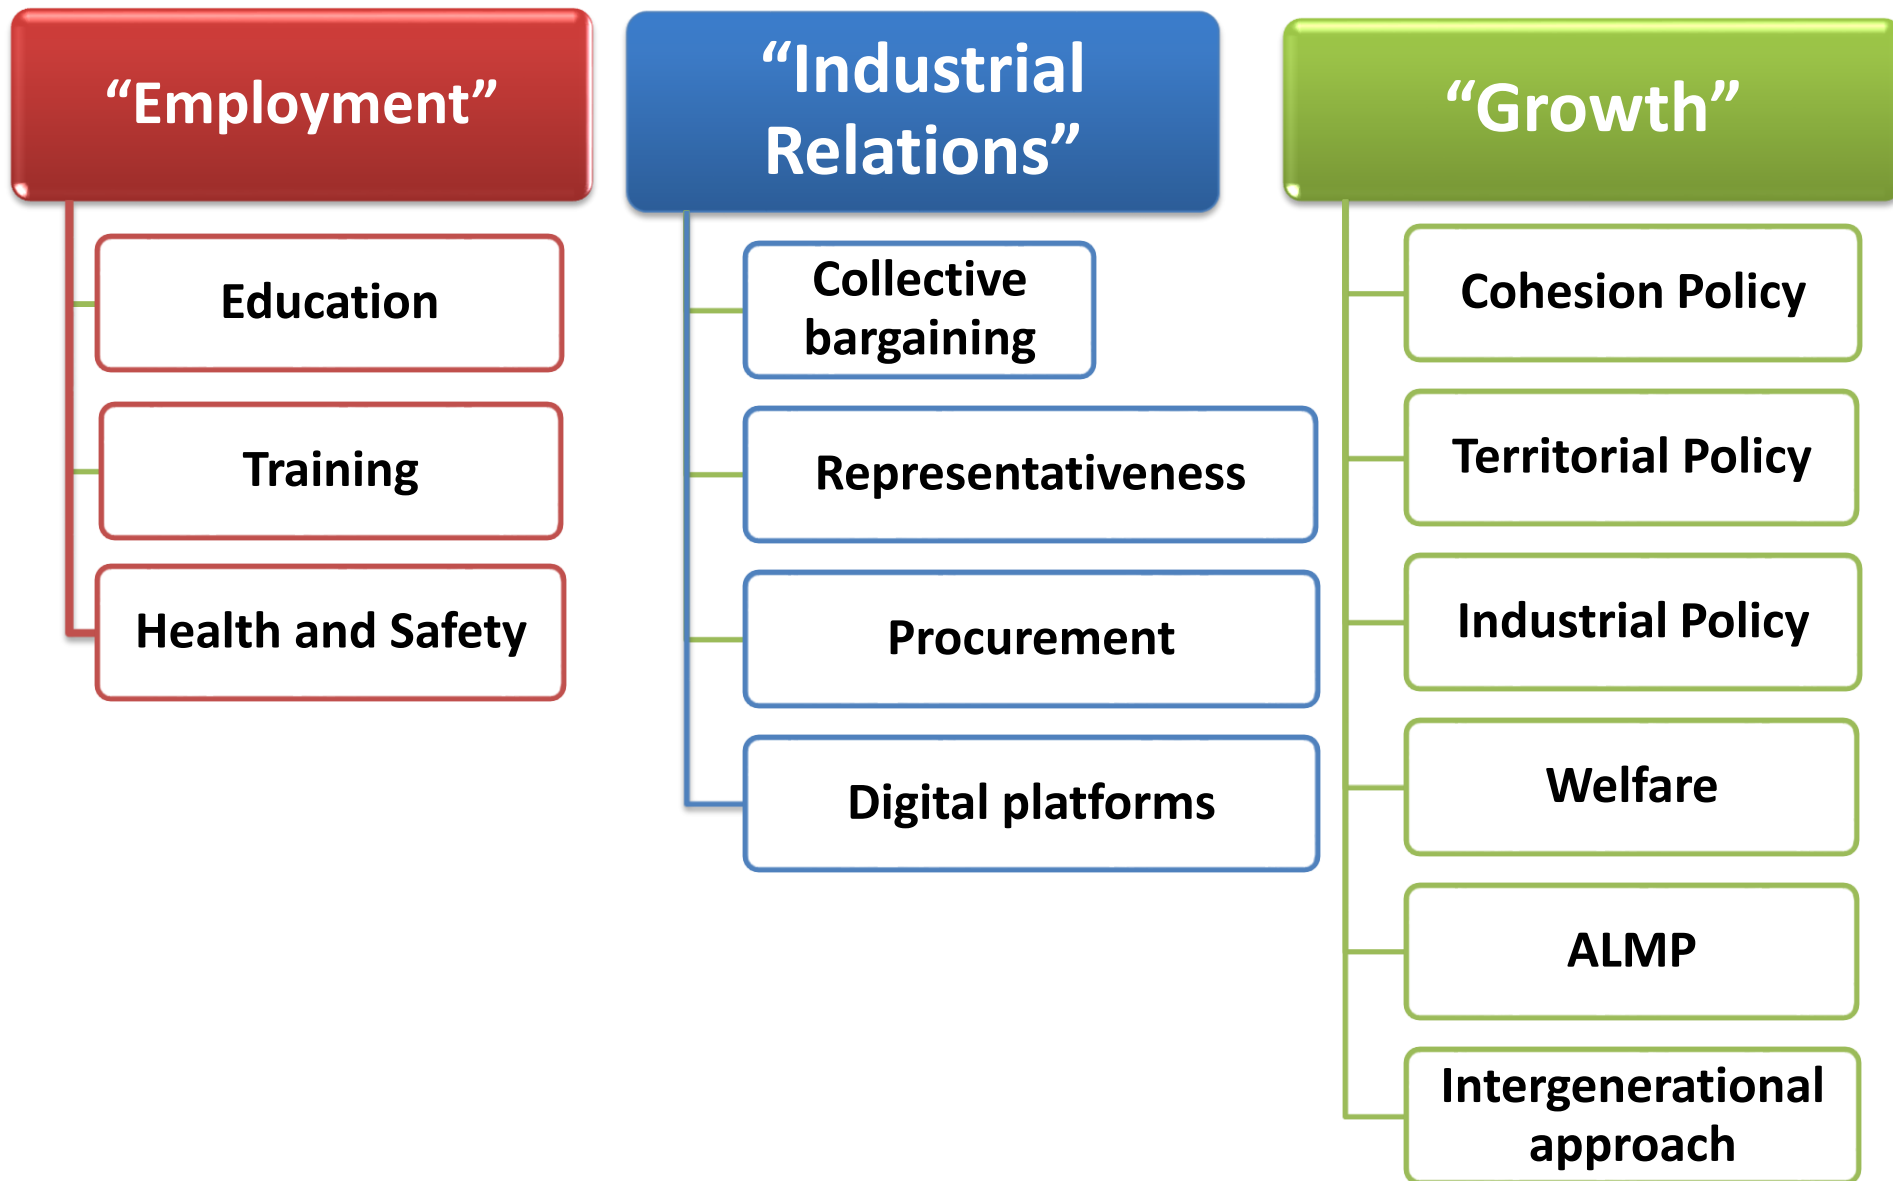 “Employment”
Education
Training
Health and Safety
“Industrial
Relations”
Collective
bargaining
Representativeness
Procurement
Digital platforms
“Growth”
Cohesion Policy
Territorial Policy
Industrial Policy
Welfare
ALMP
Intergenerational
approach